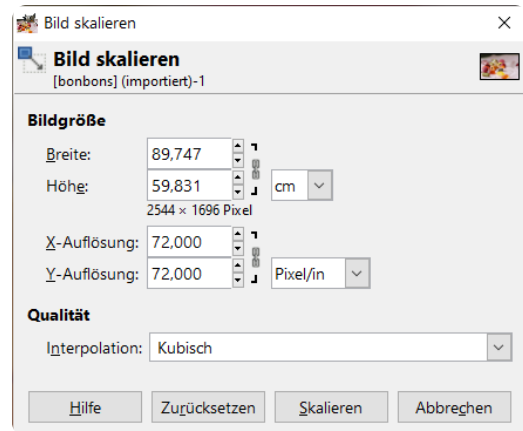 Bild skalieren
Bild skalieren
[bonbons] (importiert)-1
Bildgröße
Breite: 89,747
Höhe: 59,831 cm
2544 × 1696 Pixel
X-Auflösung: 72,000
Y-Auflösung: 72,000 Pixel/in
Qualität
Interpolation: Kubisch
Hilfe Zurücksetzen Skalieren Abbrechen